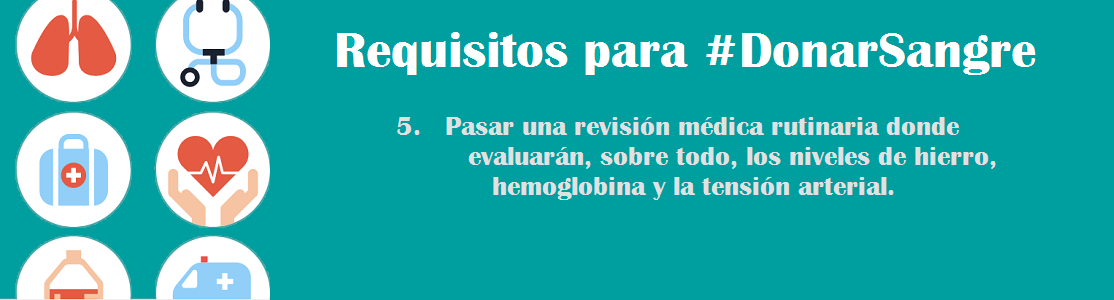 Requisitos para #DonarSangre
5. Pasar una revisión médica rutinaria donde
evaluarán, sobre todo, los niveles de hierro,
hemoglobina y la tensión arterial.